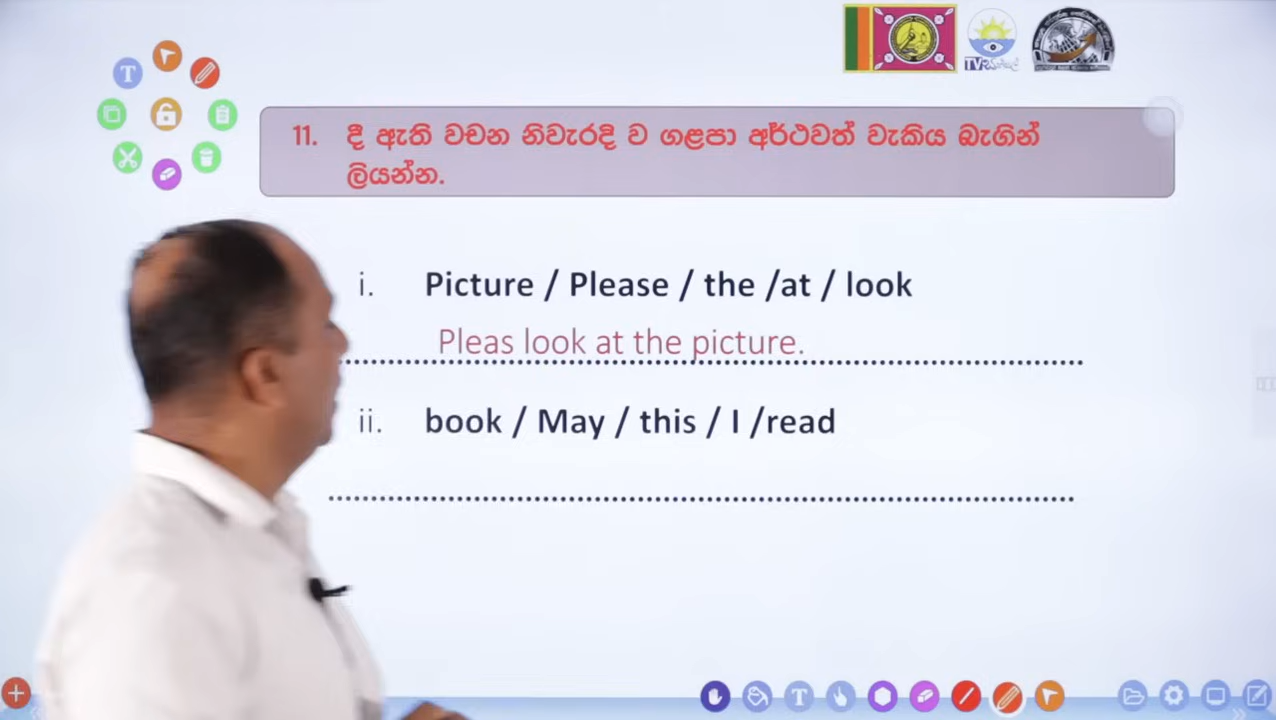 11. දී ඇති වචන නිවැරදි ව ගළපා අර්ථවත් වැකිය බැගින්
ලියන්න.
i. Picture / Please / the /at / look
Pleas look at the picture.
ii. book / May / this / I /read